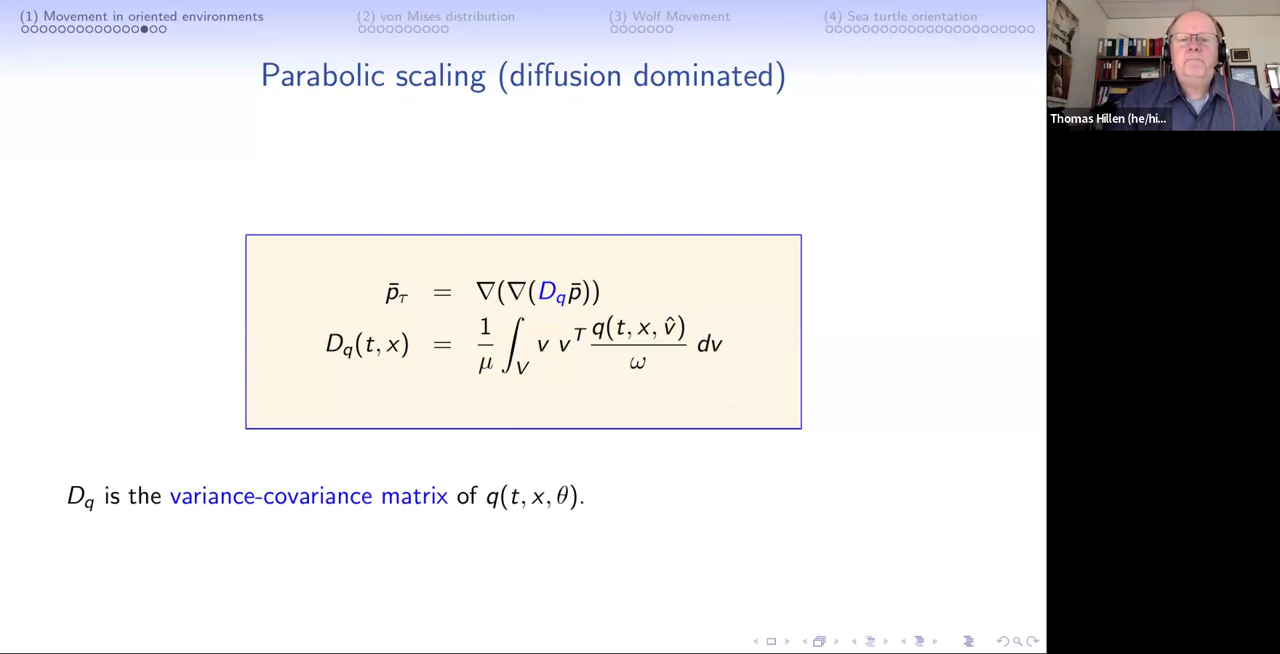 (1) Movement in oriented environments
(2) von Mises distribution
(3) Wolf Movement
(4) Sea turtle orientation
Parabolic scaling (diffusion dominated)
p̄_τ = ∇(∇(D_q p̄))
D_q(t, x) = 1/μ ∫_V v v^T q(t, x, v̂)/ω dv
D_q is the variance-covariance matrix of q(t, x, θ).
Thomas Hillen (he/hi...